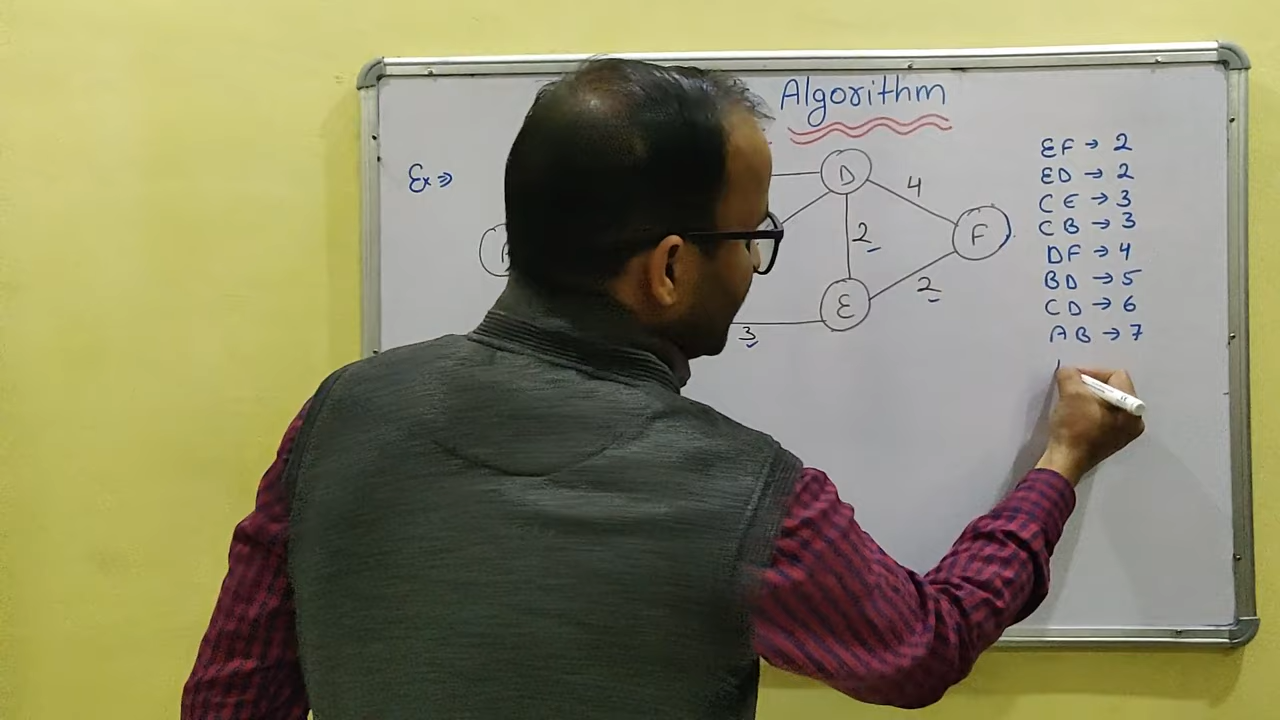 Algorithm
Ex ⇒
D
4
F
2
2
E
3
EF → 2
ED → 2
CE → 3
CB → 3
DF → 4
BD → 5
CD → 6
AB → 7